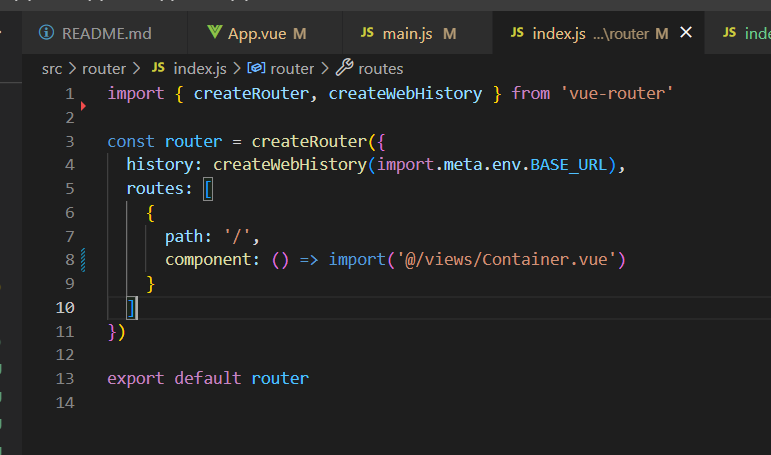 README.md App.vue M JS main.js M JS index.js ...\router M JS
src > router > JS index.js > router > routes
1 import { createRouter, createWebHistory } from 'vue-router'
2
3 const router = createRouter({
4 history: createWebHistory(import.meta.env.BASE_URL),
5 routes: [
6 {
7 path: '/',
8 component: () => import('@/views/Container.vue')
9 }
10 ]
11 })
12
13 export default router
14